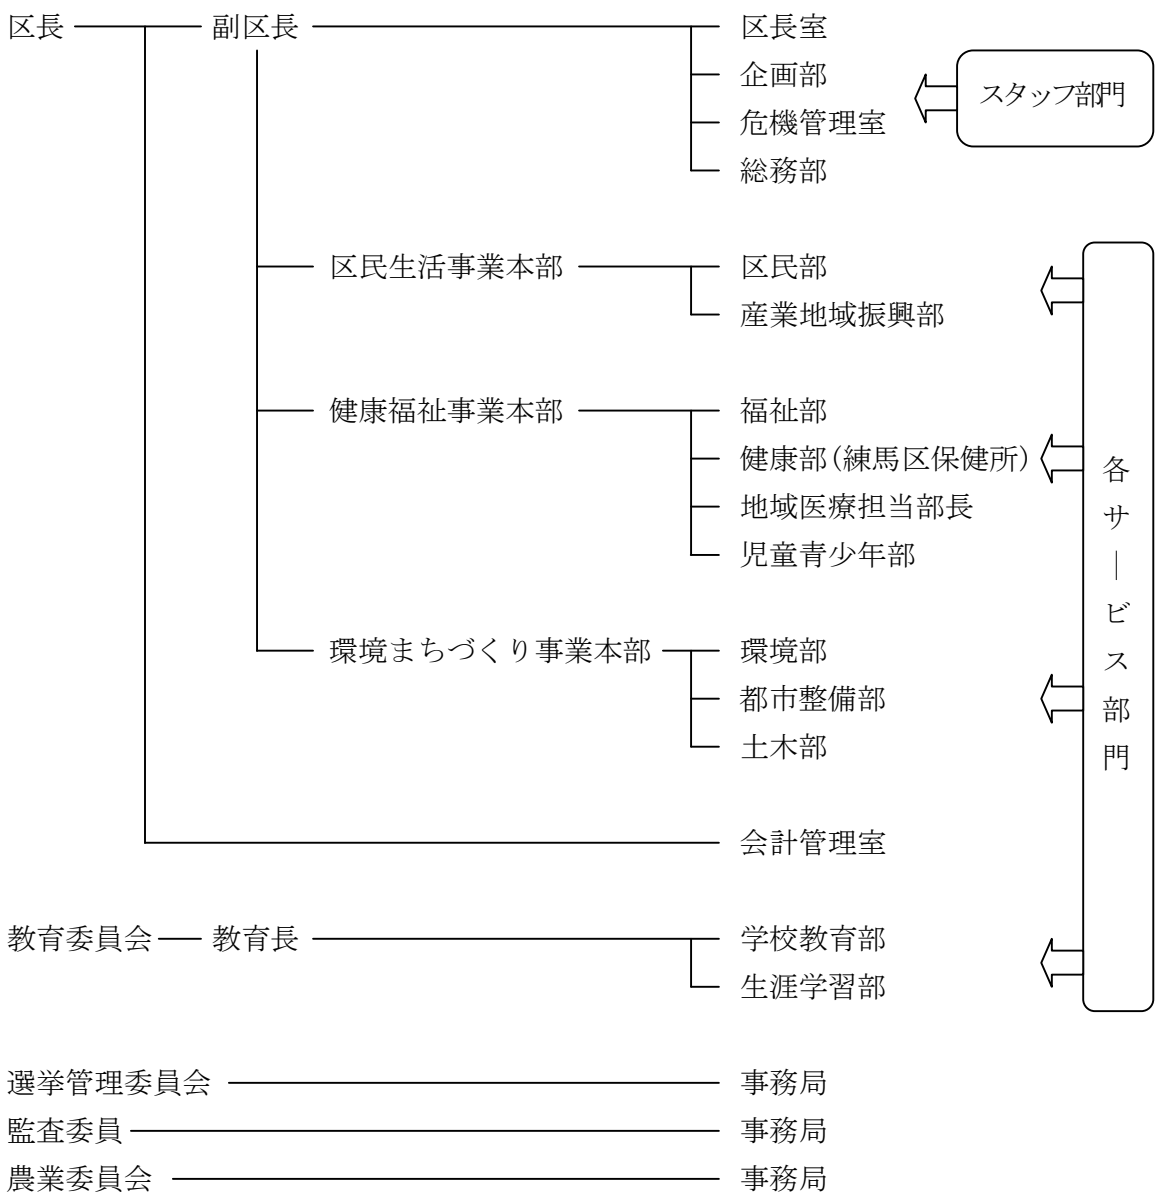 区長 副区長 区長室
企画部
危機管理室
総務部
スタッフ部門
区民生活事業本部 区民部
産業地域振興部
健康福祉事業本部 福祉部
健康部(練馬区保健所)
地域医療担当部長
児童青少年部
環境まちづくり事業本部 環境部
都市整備部
土木部
会計管理室
教育委員会 教育長 学校教育部
生涯学習部
各サービス部門
選挙管理委員会 事務局
監査委員 事務局
農業委員会 事務局